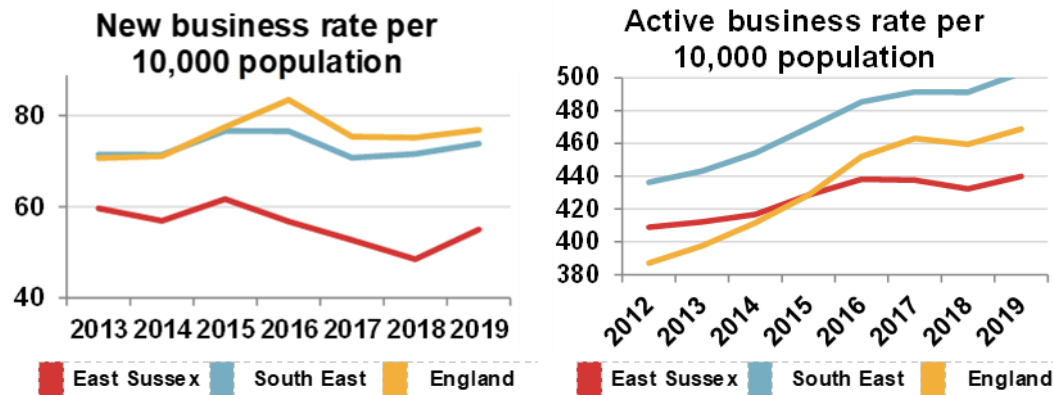 New business rate per
10,000 population
80
60
40
2013 2014 2015 2016 2017 2018 2019
East Sussex South East England
Active business rate per
10,000 population
500
480
460
440
420
400
380
2012 2013 2014 2015 2016 2017 2018 2019
East Sussex South East England